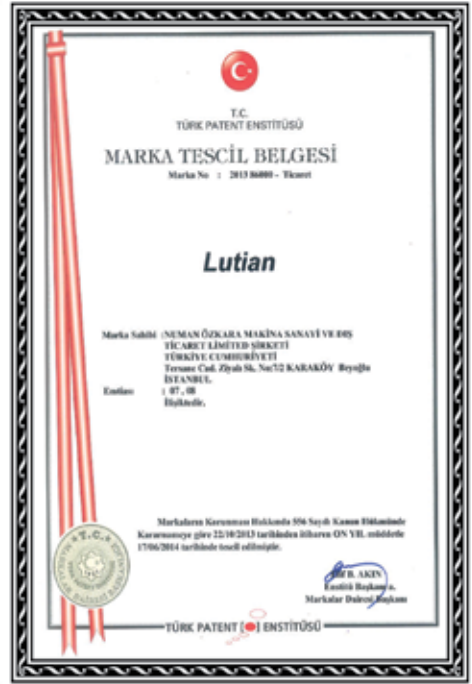 T.C.
TÜRK PATENT ENSTİTÜSÜ
MARKA TESCİL BELGESİ
Marka No : 2013 86080 - Ticaret
Lutian
Marka Sahibi : NUMAN ÖZKARA MAKİNA SANAYİ VE DIŞ
TİCARET LİMİTED ŞİRKETİ
TÜRKİYE CUMHURİYETİ
Tersane Cad. Ziyalı Sk. No:7/2 KARAKÖY Beyoğlu
İSTANBUL
Emtiası : 07 , 08
İlişiktedir.
Markaların Korunması Hakkında 556 Sayılı Kanun Hükmünde
Kararnameye göre 22/10/2013 tarihinden itibaren ON YIL müddetle
17/06/2014 tarihinde tescil edilmiştir.
B. AKIN
Enstitü Başkanı a.
Markalar Dairesi Başkanı
T.C.
TÜRK PATENT ENSTİTÜSÜ